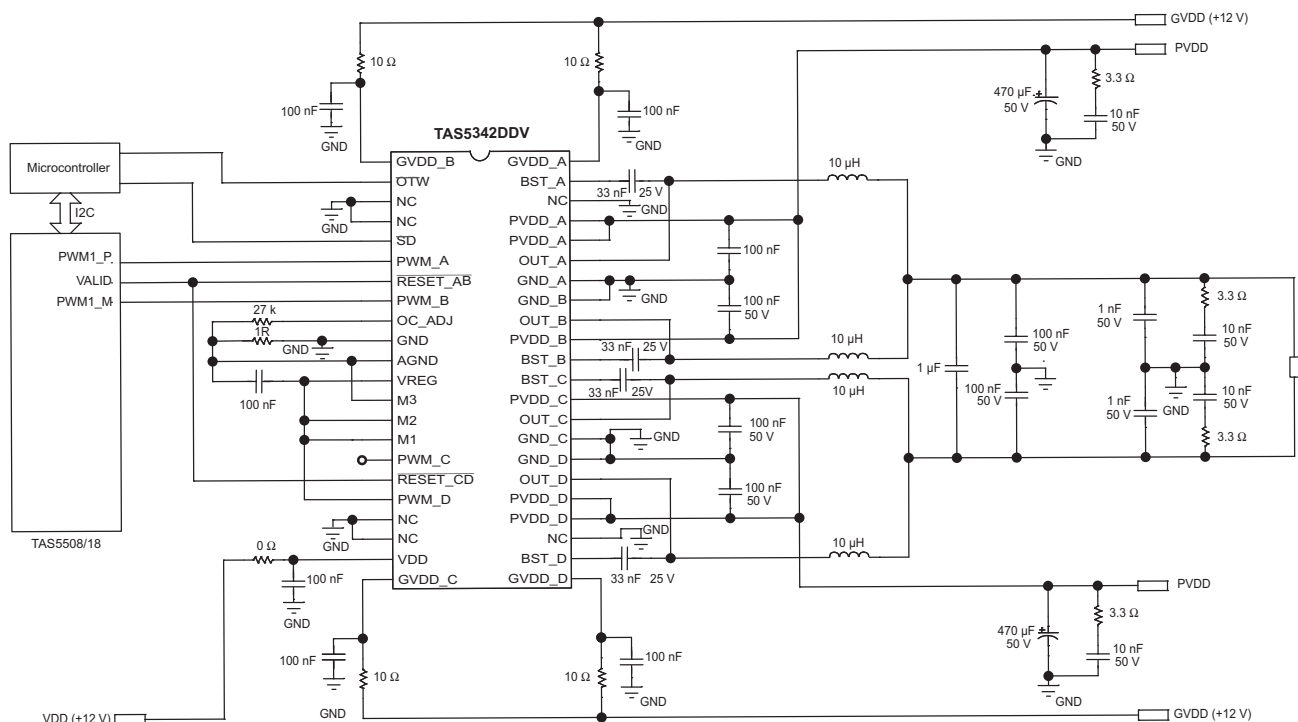 GVDD (+12 V)
PVDD
10 Ω
10 Ω
3.3 Ω
470 µF
50 V
10 nF
50 V
100 nF
GND
100 nF
GND
GND
TAS5342DDV
Microcontroller
I2C
PWM1_P
VALID
PWM1_M
TAS5508/18
GVDD_B
OTW
NC
NC
SD
PWM_A
RESET_AB
PWM_B
OC_ADJ
GND
AGND
VREG
M3
M2
M1
PWM_C
RESET_CD
PWM_D
NC
NC
VDD
GVDD_C
GVDD_A
BST_A
NC
PVDD_A
PVDD_A
OUT_A
GND_A
GND_B
OUT_B
PVDD_B
BST_B
BST_C
PVDD_C
OUT_C
GND_C
GND_D
OUT_D
PVDD_D
PVDD_D
NC
BST_D
GVDD_D
GND
27 k
1R
GND
100 nF
GND
0 Ω
100 nF
GND
33 nF 25 V
GND
10 µH
100 nF
GND
100 nF
50 V
33 nF 25 V
10 µH
33 nF 25V
10 µH
GND
100 nF
50 V
100 nF
50 V
GND
33 nF 25 V
10 µH
1 µF
100 nF
50 V
100 nF
50 V
1 nF
50 V
1 nF
50 V
GND
3.3 Ω
10 nF
50 V
10 nF
50 V
3.3 Ω
PVDD
3.3 Ω
470 µF
50 V
10 nF
50 V
GND
100 nF
10 Ω
GND
10 Ω
100 nF
GND
VDD (+12 V)
GVDD (+12 V)